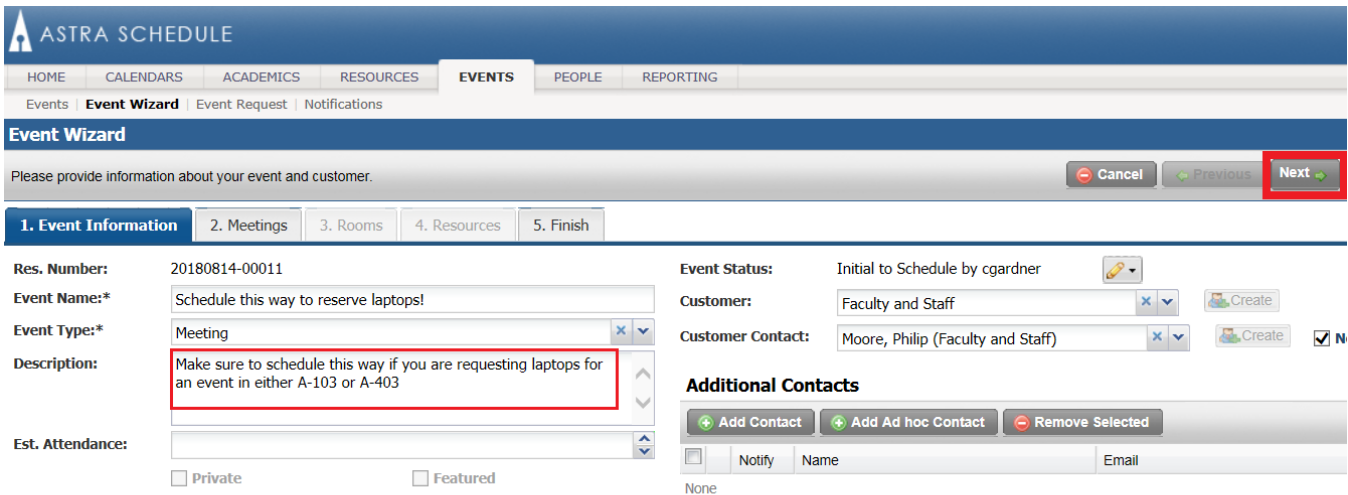 ASTRA SCHEDULE
HOME CALENDARS ACADEMICS RESOURCES EVENTS PEOPLE REPORTING
Events | Event Wizard | Event Request | Notifications
Event Wizard
Please provide information about your event and customer.
Cancel Previous Next
1. Event Information 2. Meetings 3. Rooms 4. Resources 5. Finish
Res. Number: 20180814-00011
Event Name:* Schedule this way to reserve laptops!
Event Type:* Meeting
Description: Make sure to schedule this way if you are requesting laptops for
an event in either A-103 or A-403
Est. Attendance:
Private Featured
Event Status: Initial to Schedule by cgardner
Customer: Faculty and Staff Create
Customer Contact: Moore, Philip (Faculty and Staff) Create
Additional Contacts
Add Contact Add Ad hoc Contact Remove Selected
Notify Name Email
None